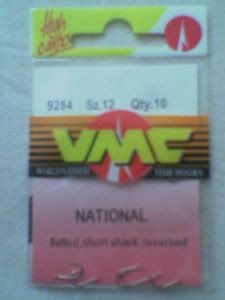 High
carbon
9284 Sz.12 Qty.10
VMC
WORLD'S FINEST FISH HOOKS
NATIONAL
flatted,short shank,reversed